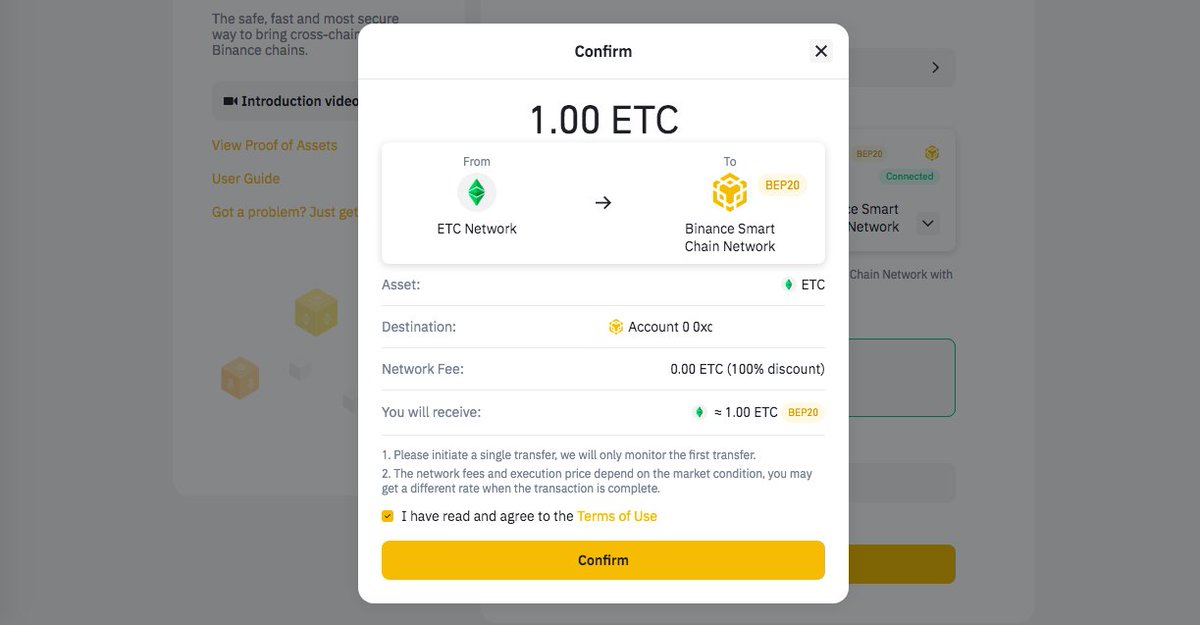 The safe, fast and most secure
way to bring cross-chain
Binance chains.
Introduction video
View Proof of Assets
User Guide
Got a problem? Just get
Confirm
1.00 ETC
From
ETC Network
To
BEP20
Binance Smart
Chain Network
Asset:
ETC
Destination:
Account 0 0xc
Network Fee:
0.00 ETC (100% discount)
You will receive:
≈ 1.00 ETC BEP20
1. Please initiate a single transfer, we will only monitor the first transfer.
2. The network fees and execution price depend on the market condition, you may
get a different rate when the transaction is complete.
I have read and agree to the Terms of Use
Confirm
BEP20
Connected
Smart
Network
Chain Network with